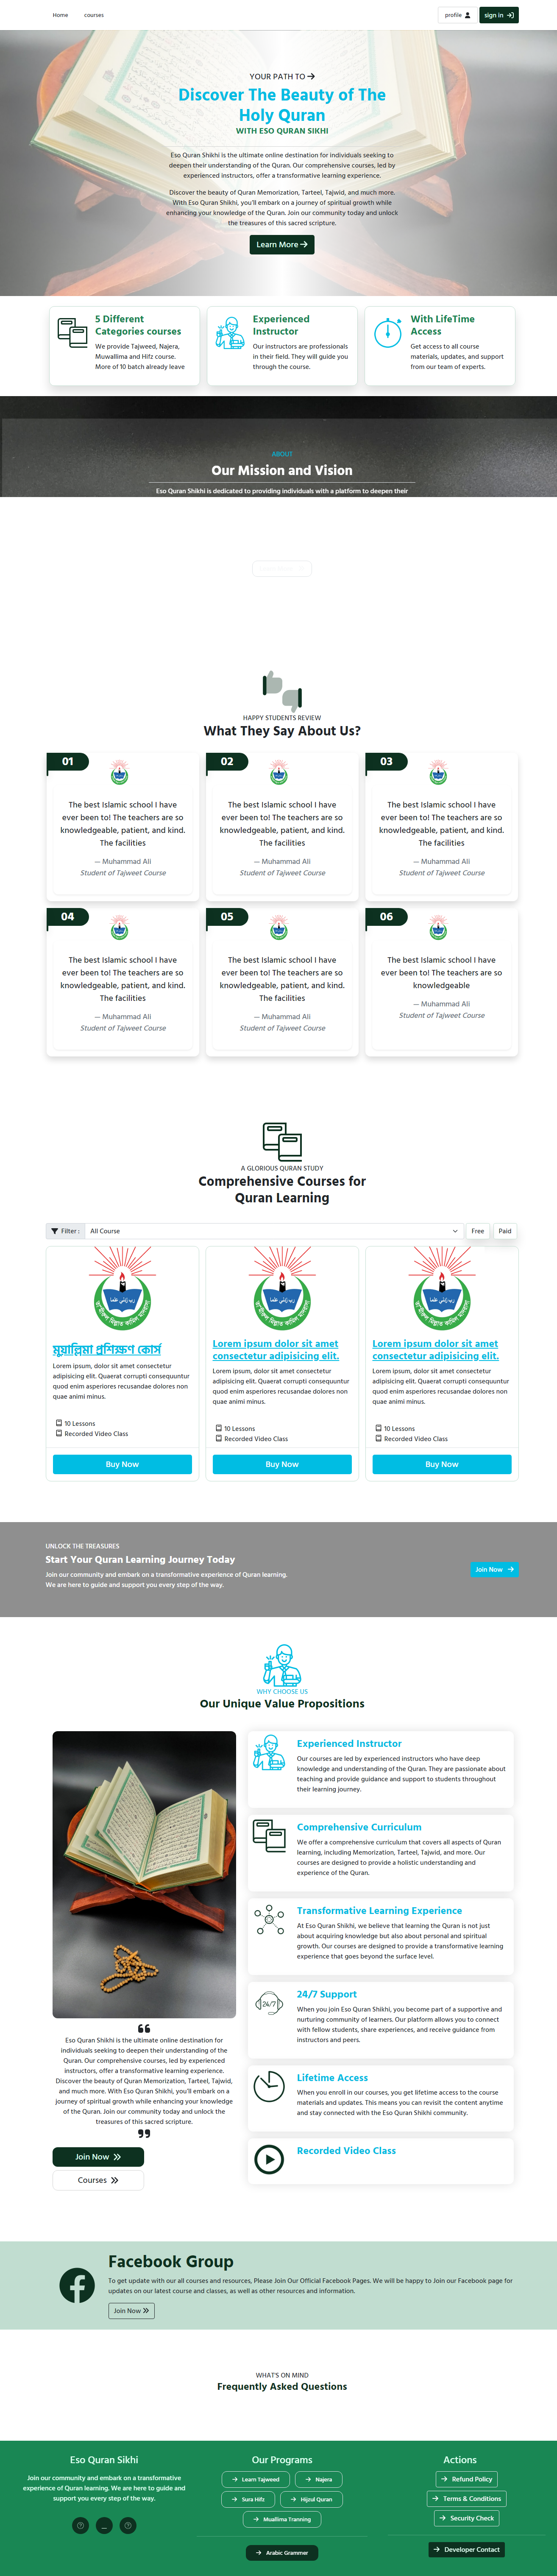 Home courses profile sign in
YOUR PATH TO
Discover The Beauty of The
Holy Quran
WITH ESO QURAN SIKHI
Eso Quran Shikhi is the ultimate online destination for individuals seeking to
deepen their understanding of the Quran. Our comprehensive courses, led by
experienced instructors, offer a transformative learning experience.
Discover the beauty of Quran Memorization, Tarteel, Tajwid, and much more.
With Eso Quran Shikhi, you'll embark on a journey of spiritual growth while
enhancing your knowledge of the Quran. Join our community today and unlock
the treasures of this sacred scripture.
Learn More
5 Different
Categories courses
We provide Tajweed, Najera,
Muwallima and Hifz course.
More of 10 batch already leave
Experienced
Instructor
Our instructors are professionals
in their field. They will guide you
through the course.
With LifeTime
Access
Get access to all course
materials, updates, and support
from our team of experts.
ABOUT
Our Mission and Vision
Eso Quran Shikhi is dedicated to providing individuals with a platform to deepen their
HAPPY STUDENTS REVIEW
What They Say About Us?
01
The best Islamic school I have
ever been to! The teachers are so
knowledgeable, patient, and kind.
The facilities
— Muhammad Ali
Student of Tajweet Course
02
The best Islamic school I have
ever been to! The teachers are so
knowledgeable, patient, and kind.
The facilities
— Muhammad Ali
Student of Tajweet Course
03
The best Islamic school I have
ever been to! The teachers are so
knowledgeable, patient, and kind.
The facilities
— Muhammad Ali
Student of Tajweet Course
04
The best Islamic school I have
ever been to! The teachers are so
knowledgeable, patient, and kind.
The facilities
— Muhammad Ali
Student of Tajweet Course
05
The best Islamic school I have
ever been to! The teachers are so
knowledgeable, patient, and kind.
The facilities
— Muhammad Ali
Student of Tajweet Course
06
The best Islamic school I have
ever been to! The teachers are so
knowledgeable
— Muhammad Ali
Student of Tajweet Course
A GLORIOUS QURAN STUDY
Comprehensive Courses for
Quran Learning
Filter : All Course Free Paid
মুয়াল্লিমা প্রশিক্ষণ কোর্স
Lorem ipsum, dolor sit amet consectetur
adipisicing elit. Quaerat corrupti consequuntur
quod enim asperiores recusandae dolores non
quae animi minus.
10 Lessons
Recorded Video Class
Buy Now
Lorem ipsum dolor sit amet
consectetur adipisicing elit.
Lorem ipsum, dolor sit amet consectetur
adipisicing elit. Quaerat corrupti consequuntur
quod enim asperiores recusandae dolores non
quae animi minus.
10 Lessons
Recorded Video Class
Buy Now
Lorem ipsum dolor sit amet
consectetur adipisicing elit.
Lorem ipsum, dolor sit amet consectetur
adipisicing elit. Quaerat corrupti consequuntur
quod enim asperiores recusandae dolores non
quae animi minus.
10 Lessons
Recorded Video Class
Buy Now
UNLOCK THE TREASURES
Start Your Quran Learning Journey Today
Join our community and embark on a transformative experience of Quran learning.
We are here to guide and support you every step of the way.
Join Now
WHY CHOOSE US
Our Unique Value Propositions
Eso Quran Shikhi is the ultimate online destination for
individuals seeking to deepen their understanding of the
Quran. Our comprehensive courses, led by experienced
instructors, offer a transformative learning experience.
Discover the beauty of Quran Memorization, Tarteel, Tajwid,
and much more. With Eso Quran Shikhi, you'll embark on a
journey of spiritual growth while enhancing your knowledge
of the Quran. Join our community today and unlock the
treasures of this sacred scripture.
Join Now
Courses
Experienced Instructor
Our courses are led by experienced instructors who have deep
knowledge and understanding of the Quran. They are passionate about
teaching and provide guidance and support to students throughout
their learning journey.
Comprehensive Curriculum
We offer a comprehensive curriculum that covers all aspects of Quran
learning, including Memorization, Tarteel, Tajwid, and more. Our
courses are designed to provide a holistic understanding and
experience of the Quran.
Transformative Learning Experience
At Eso Quran Shikhi, we believe that learning the Quran is not just
about acquiring knowledge but also about personal and spiritual
growth. Our courses are designed to provide a transformative learning
experience that goes beyond the surface level.
24/7
24/7 Support
When you join Eso Quran Shikhi, you become part of a supportive and
nurturing community of learners. Our platform allows you to connect
with fellow students, share experiences, and receive guidance from
instructors and peers.
Lifetime Access
When you enroll in our courses, you get lifetime access to the course
materials and updates. This means you can revisit the content anytime
and stay connected with the Eso Quran Shikhi community.
Recorded Video Class
Facebook Group
To get update with our all courses and resources, Please Join Our Official Facebook Pages. We will be happy to Join our Facebook page for
updates on our latest course and classes, as well as other resources and information.
Join Now
WHAT'S ON MIND
Frequently Asked Questions
Eso Quran Sikhi
Join our community and embark on a transformative
experience of Quran learning. We are here to guide and
support you every step of the way.
Our Programs
Learn Tajweed
Najera
Sura Hifz
Hijzul Quran
Muallima Tranning
Arabic Grammer
Actions
Refund Policy
Terms & Conditions
Security Check
Developer Contact